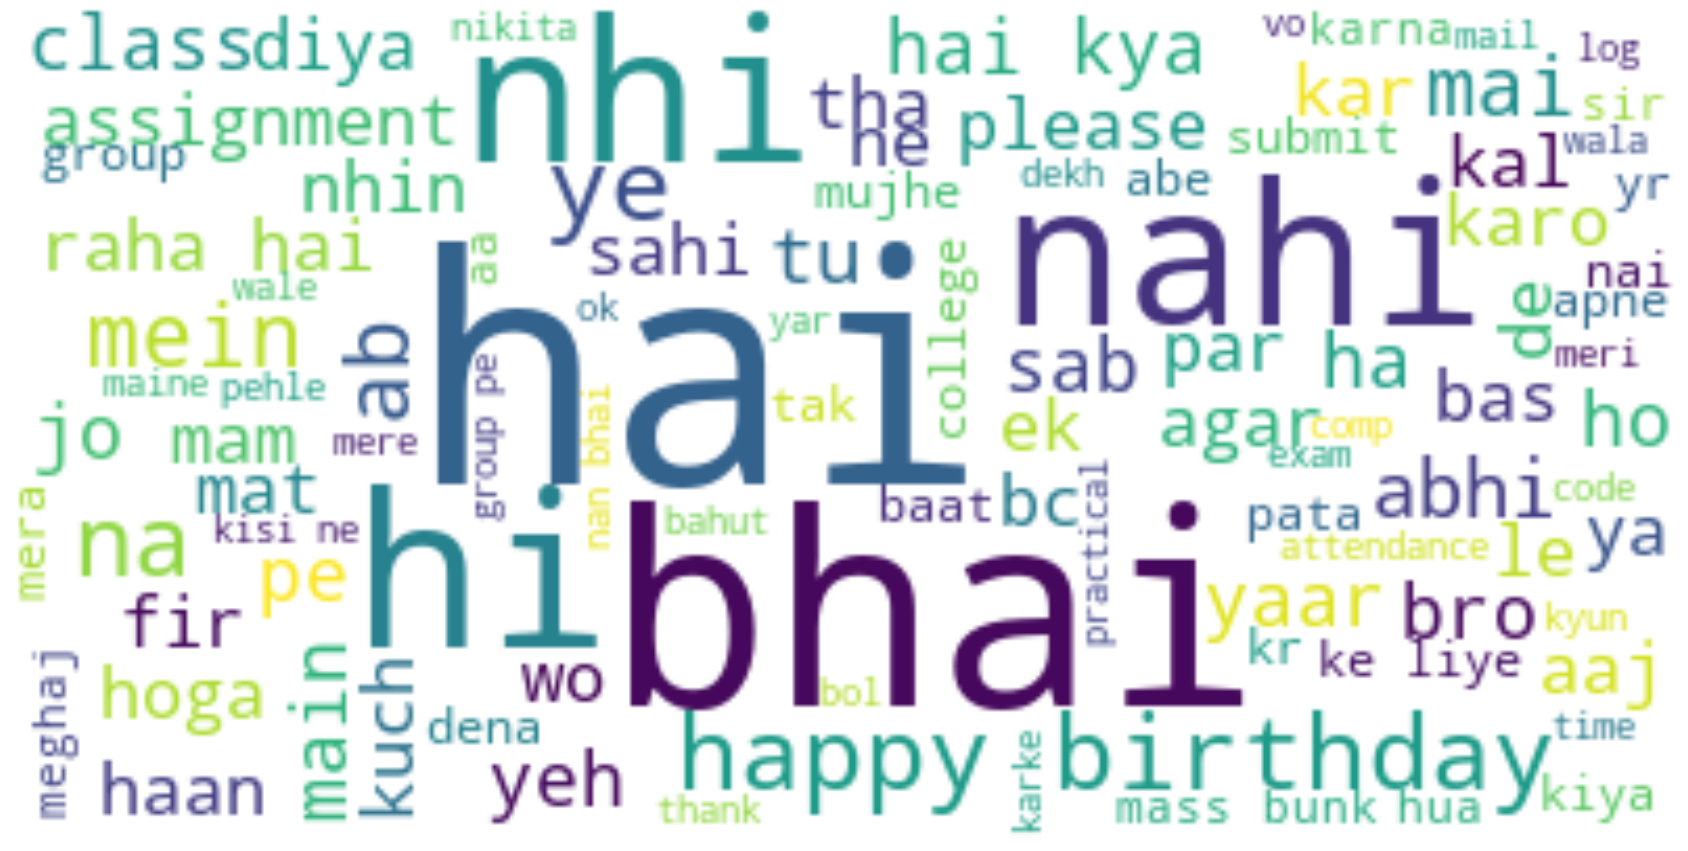 classdiya nikita nhi hai kya vo karna mail log
assignment tha ne please kar mai sir
group submit wala
nhin ye mujhe dekh abe kal yr
raha hai sahi tu nahi karo
wale aa college nai
mein ab hai ok yar de apne
sab par ha meri
maine pehle group pe nan bhai tak bas
jo mam mere ek agar comp ho
exam
mat baat bc practical abhi code
mera na kisi ne hi bahut pata ya
pe bhai attendance le
fir yaar bro kyun
meghaj hoga main kuch wo bol kr ke liye aaj
dena happy birthday time
haan yeh karke kiya
thank mass bunk hua